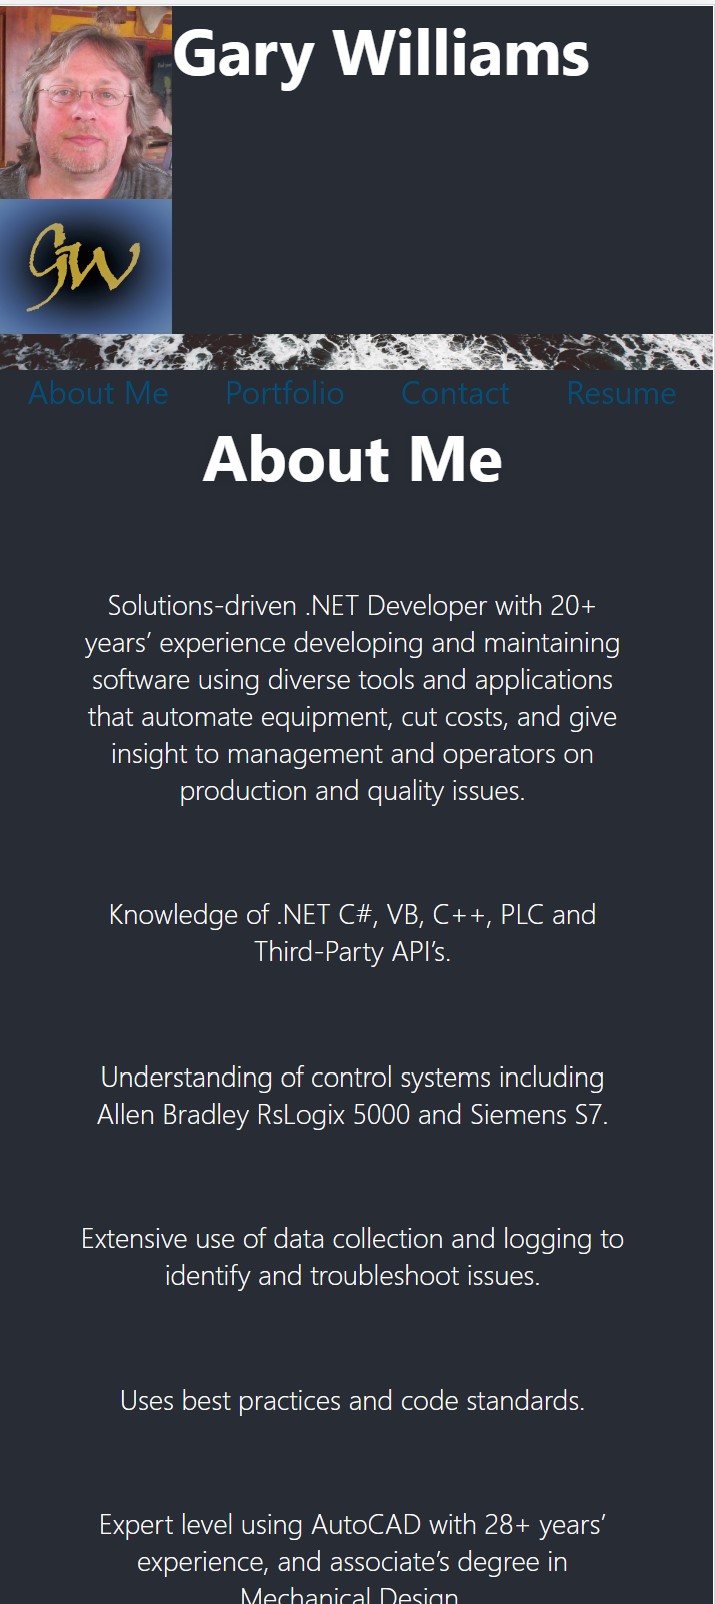 Gary Williams
GW
About Me Portfolio Contact Resume
About Me
Solutions-driven .NET Developer with 20+
years’ experience developing and maintaining
software using diverse tools and applications
that automate equipment, cut costs, and give
insight to management and operators on
production and quality issues.
Knowledge of .NET C#, VB, C++, PLC and
Third-Party API’s.
Understanding of control systems including
Allen Bradley RsLogix 5000 and Siemens S7.
Extensive use of data collection and logging to
identify and troubleshoot issues.
Uses best practices and code standards.
Expert level using AutoCAD with 28+ years’
experience, and associate’s degree in
Mechanical Design